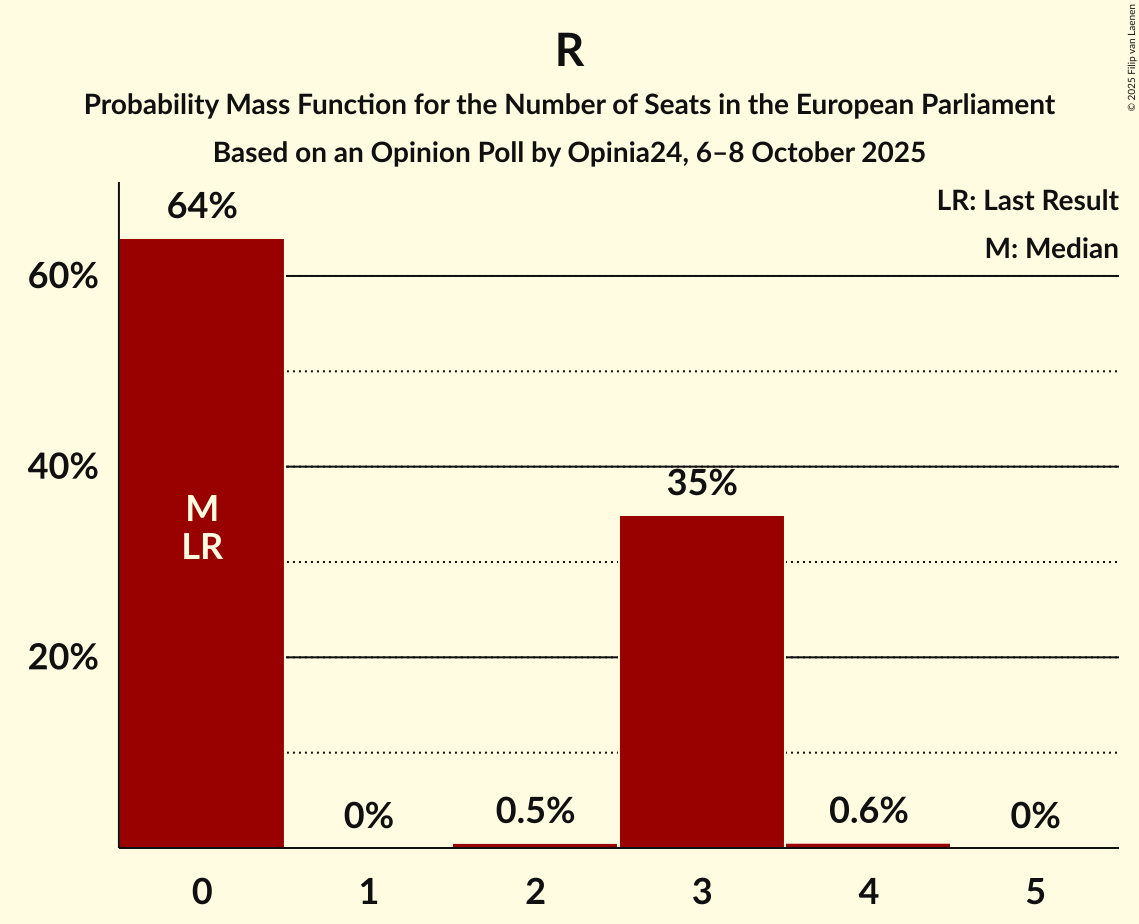 R
Probability Mass Function for the Number of Seats in the European Parliament
Based on an Opinion Poll by Opinia24, 6–8 October 2025
© 2025 Filip van Laenen
LR: Last Result
M: Median
64%
60%
40%
35%
M
LR
20%
0%
0.5%
0.6%
0%
0 1 2 3 4 5